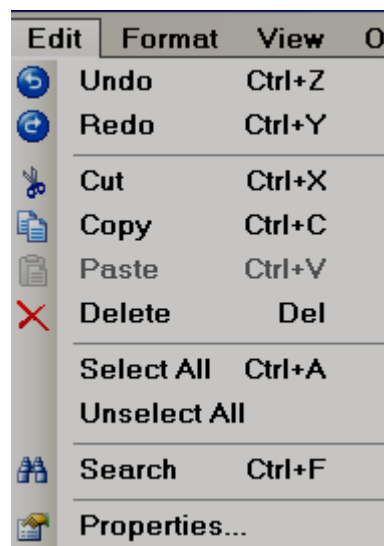 Edit Format View O
Undo Ctrl+Z
Redo Ctrl+Y
Cut Ctrl+X
Copy Ctrl+C
Paste Ctrl+V
Delete Del
Select All Ctrl+A
Unselect All
Search Ctrl+F
Properties...